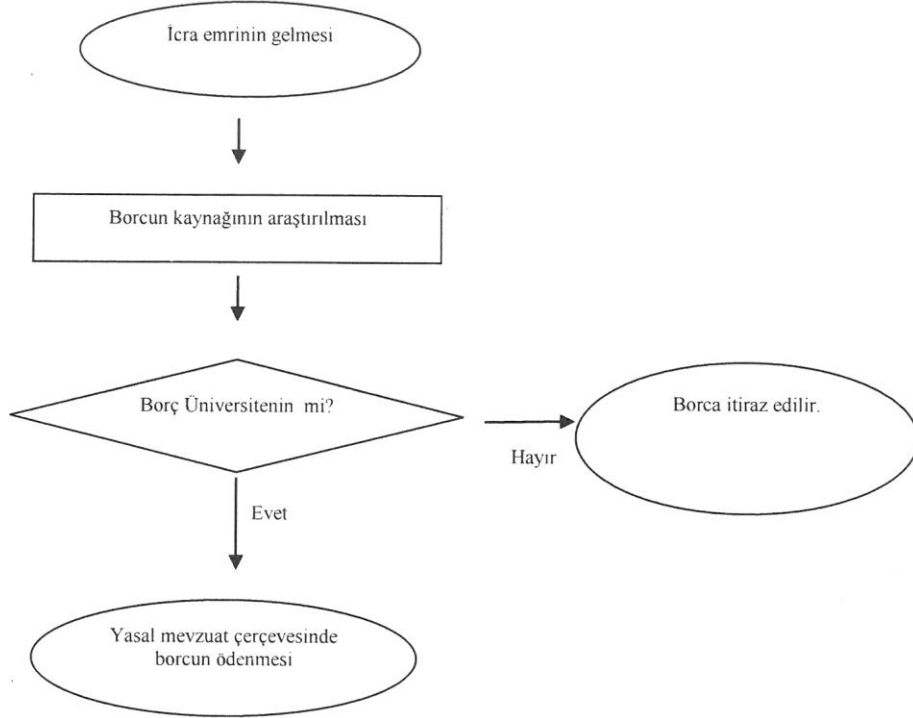 İcra emrinin gelmesi
Borcun kaynağının araştırılması
Borç Üniversitenin mi?
Borca itiraz edilir.
Hayır
Evet
Yasal mevzuat çerçevesinde
borcun ödenmesi